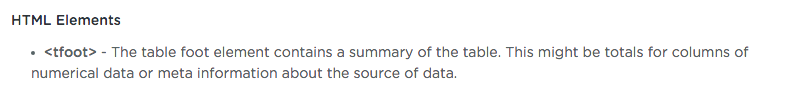 HTML Elements
• <tfoot> - The table foot element contains a summary of the table. This might be totals for columns of
numerical data or meta information about the source of data.